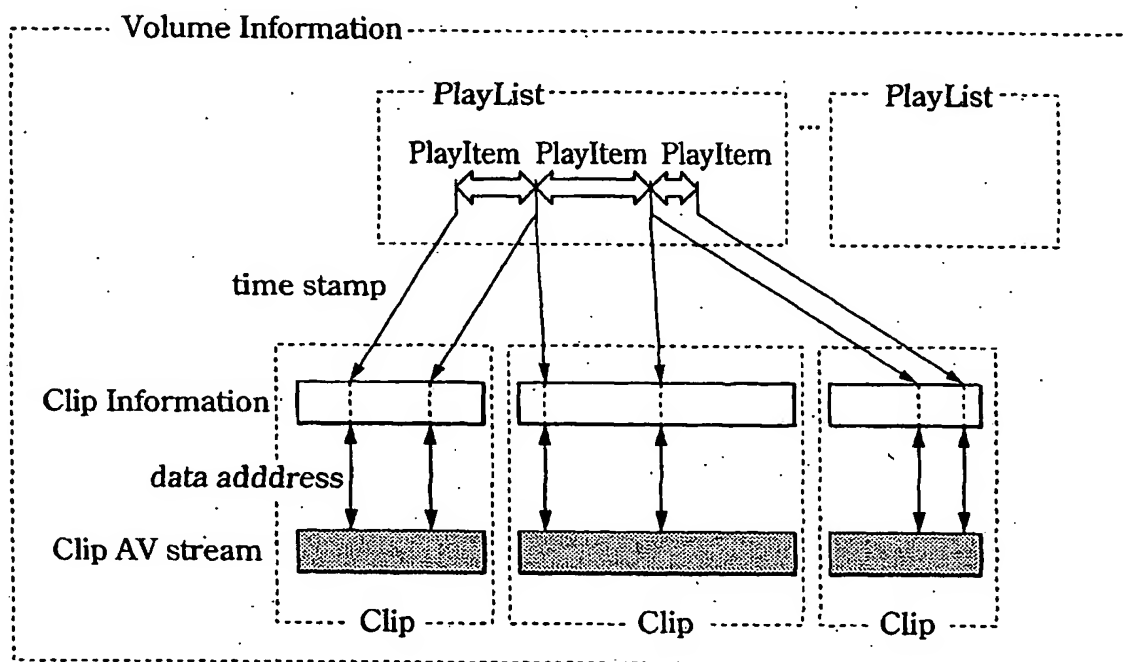 Volume Information
PlayList
PlayList
...
PlayItem PlayItem PlayItem
time stamp
Clip Information
data adddress
Clip AV stream
Clip
Clip
Clip